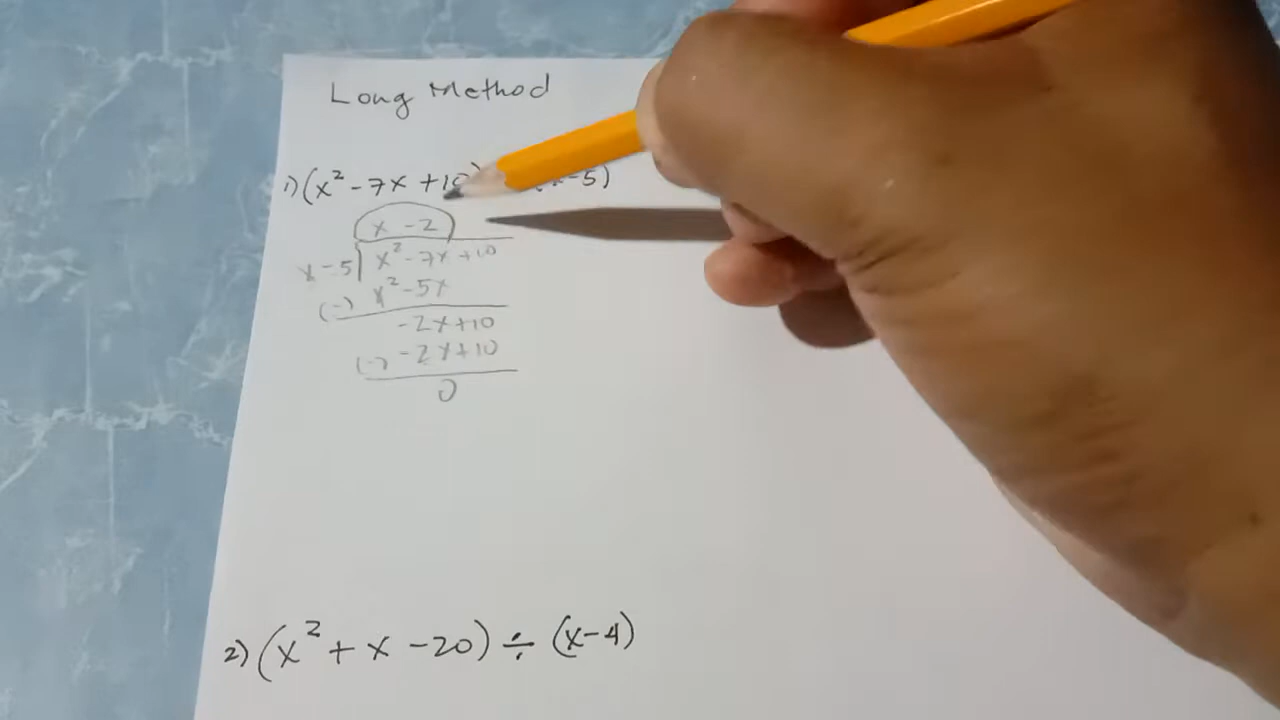 Long Method
1) (x² - 7x + 10 -5)
x - 2
x - 5 x² - 7x + 10
(-) x² - 5x
-2x + 10
(-) -2x + 10
0
2) (x² + x - 20) ÷ (x - 4)